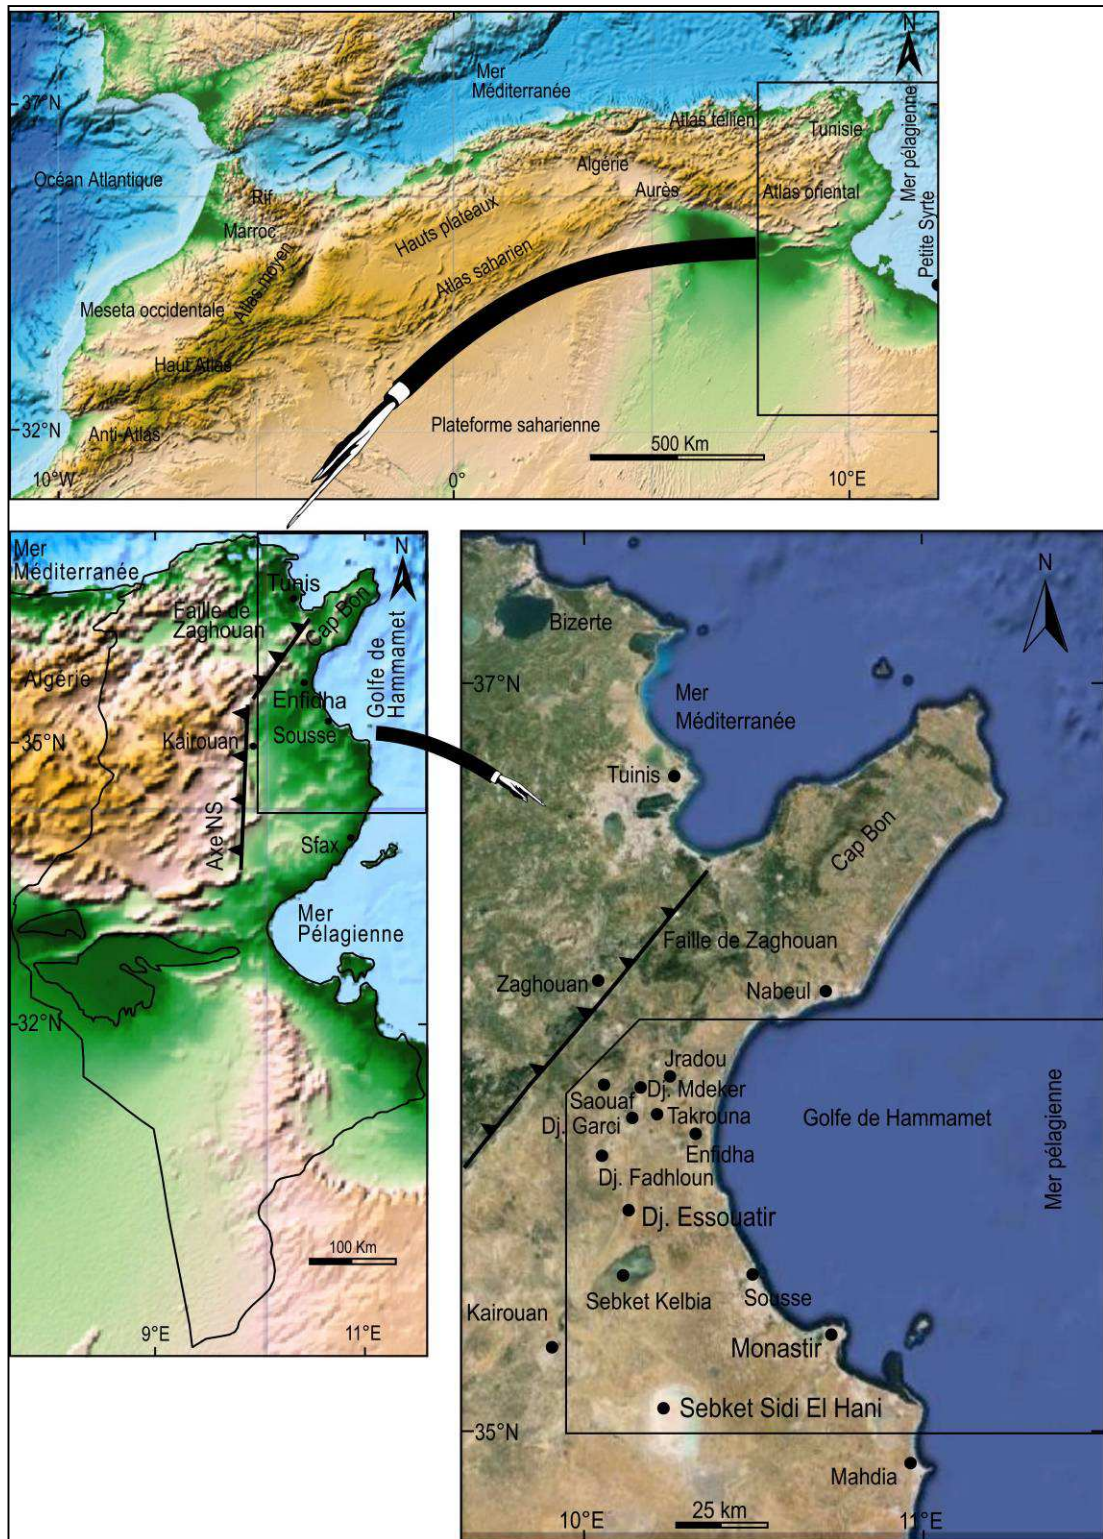 N
Mer
Méditerranée
37°N
Atlas tellien
Tunisie
Mer pélagienne
Océan Atlantique
Algérie
Aurès
Atlas oriental
Rif
Marroc
Hauts plateaux
Petite Syrte
Atlas moyen
Atlas saharien
Meseta occidentale
Haut Atlas
Plateforme saharienne
32°N
Anti-Atlas
500 Km
10°W
0°
10°E
Mer
Méditerranée
N
Tunis
Faille de
Zaghouan
Cap Bon
Algérie
Golfe de
Hammamet
Enfidha
35°N
Kairouan
Sousse
Axe NS
Sfax
Mer
Pélagienne
32°N
100 Km
9°E
11°E
N
Bizerte
37°N
Mer
Méditerranée
Tuinis
Cap Bon
Faille de Zaghouan
Zaghouan
Nabeul
Jradou
Dj. Mdeker
Saouaf
Dj. Garci
Takrouna
Golfe de Hammamet
Mer pélagienne
Enfidha
Dj. Fadhloun
Dj. Essouatir
Sebket Kelbia
Sousse
Kairouan
Monastir
Sebket Sidi El Hani
35°N
Mahdia
25 km
10°E
11°E